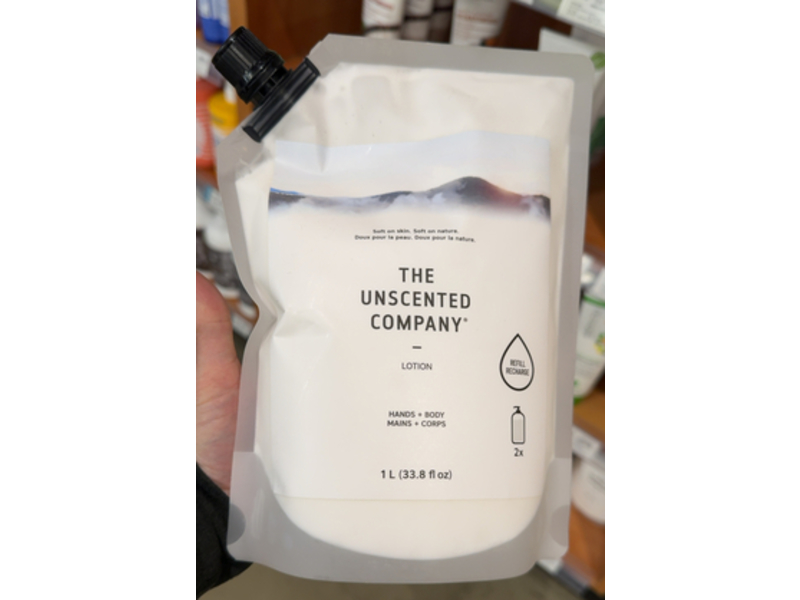 Soft on skin. Soft on nature.
Doux pour la peau. Doux pour la nature.
THE
UNSCENTED
COMPANY®
LOTION
REFILL
RECHARGE
HANDS + BODY
MAINS + CORPS
2x
1 L (33.8 fl oz)